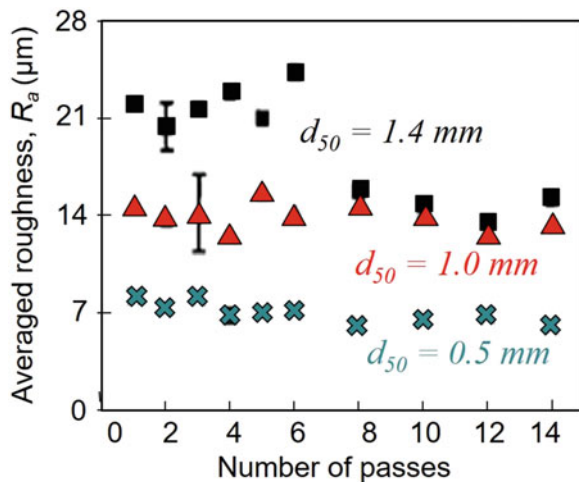 28
21
14
7
0
Averaged roughness, Rₐ (µm)
d₅₀ = 1.4 mm
d₅₀ = 1.0 mm
d₅₀ = 0.5 mm
0 2 4 6 8 10 12 14
Number of passes